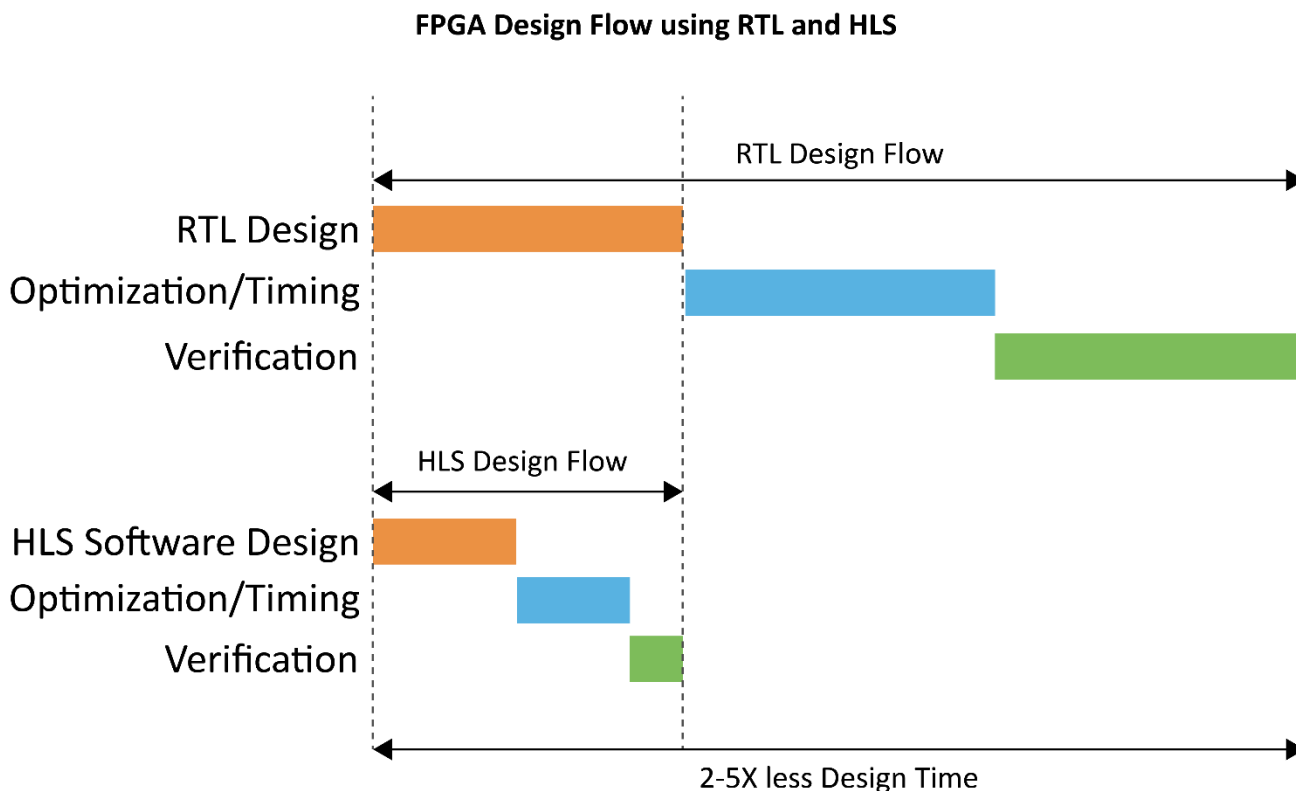 FPGA Design Flow using RTL and HLS
RTL Design Flow
RTL Design
Optimization/Timing
Verification
HLS Design Flow
HLS Software Design
Optimization/Timing
Verification
2-5X less Design Time